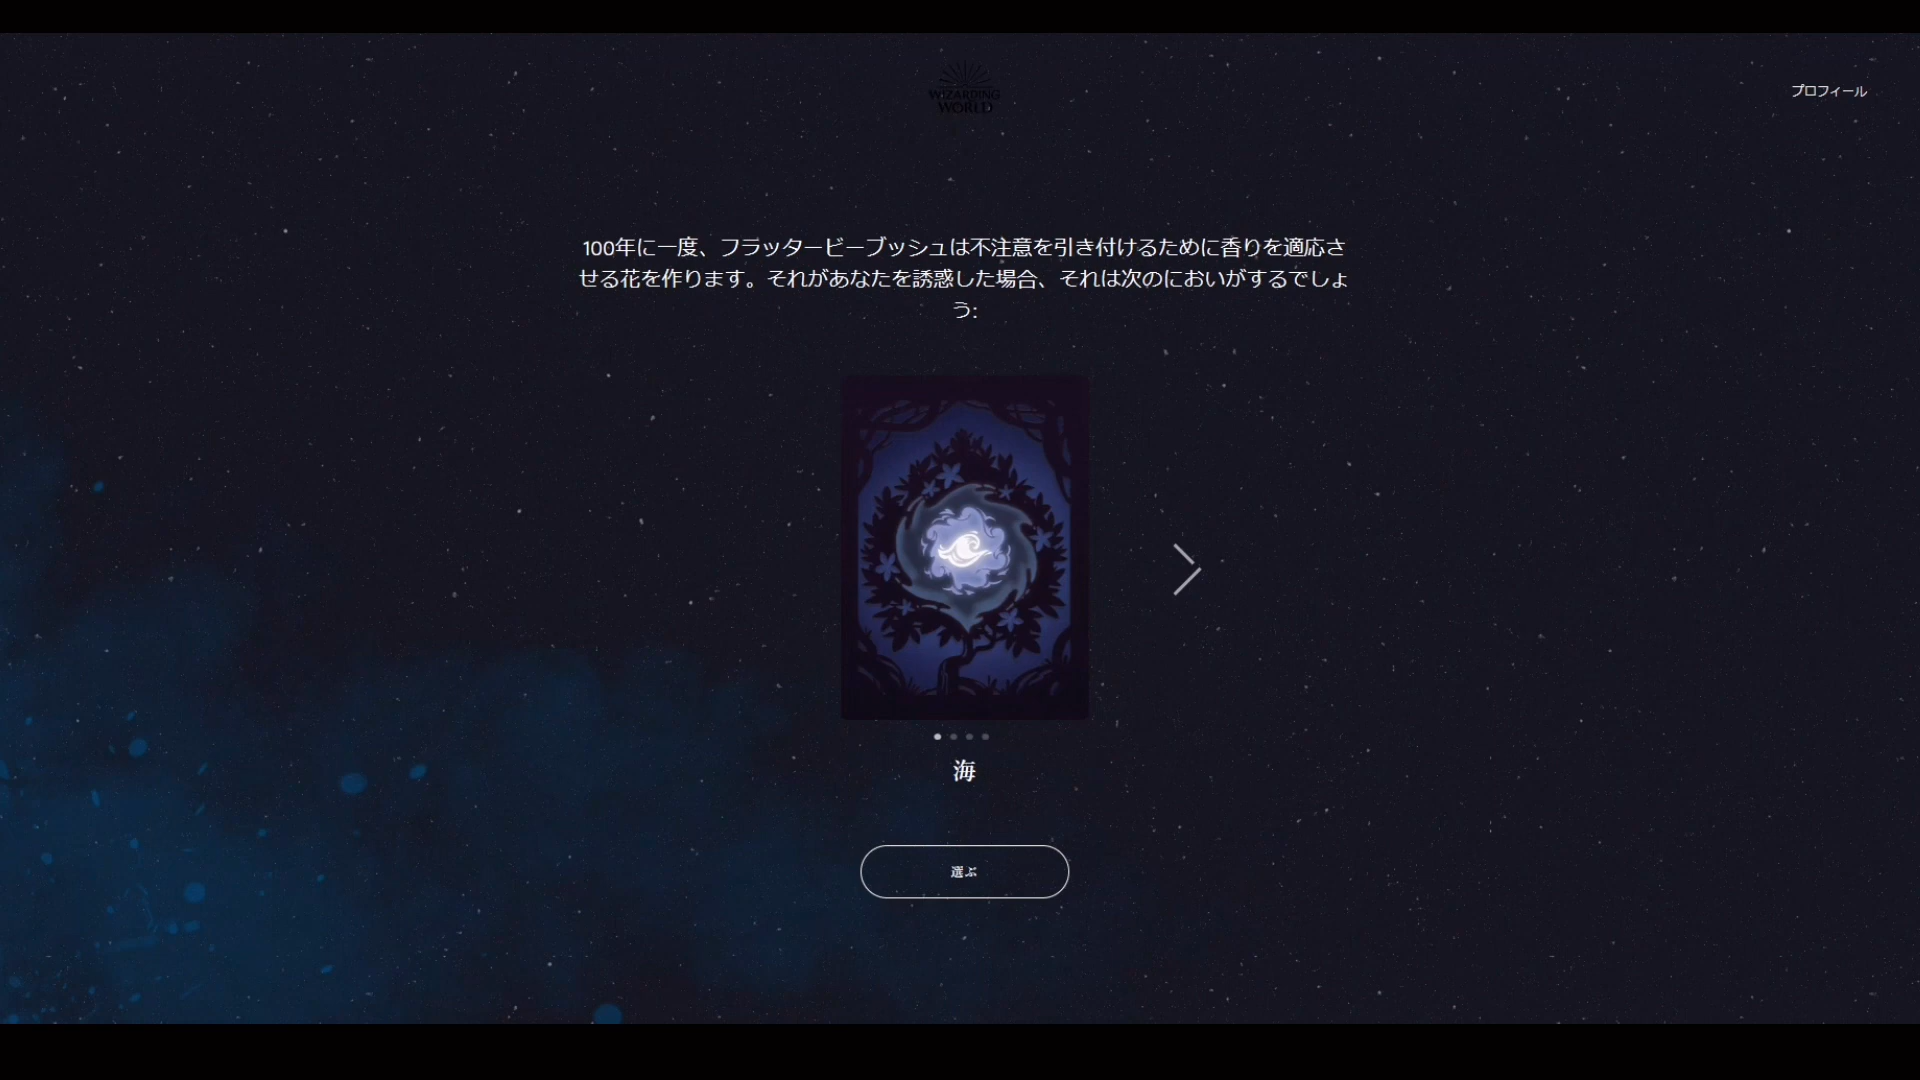 WIZARDING
WORLD
プロフィール
100年に一度、フラッタービーブッシュは不注意を引き付けるために香りを適応さ
せる花を作ります。それがあなたを誘惑した場合、それは次のにおいがするでしょ
う:
海
選ぶ